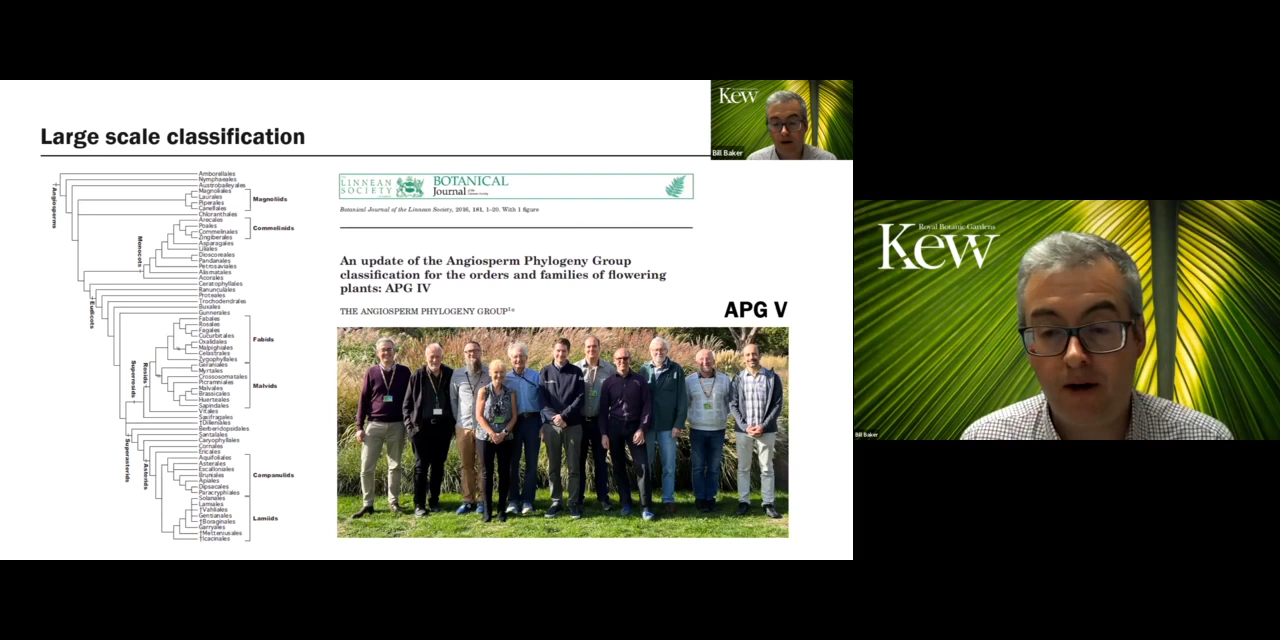 Large scale classification
Kew
Bill Baker
Amborellales
Nymphaeales
Austrobaileyales
Magnoliales
Laurales
Piperales
Canellales
Chloranthales
Arecales
Poales
Commelinales
Zingiberales
Asparagales
Liliales
Dioscoreales
Pandanales
Petrosaviales
Alismatales
Acorales
Ceratophyllales
Ranunculales
Proteales
Trochodendrales
Buxales
Gunnerales
Fabales
Rosales
Fagales
Cucurbitales
Oxalidales
Malpighiales
Celastrales
Zygophyllales
Geraniales
Myrtales
Crossosomatales
Picramniales
Malvales
Brassicales
Huerteales
Sapindales
Vitales
Saxifragales
†Dilleniales
Berberidopsidales
Santalales
Caryophyllales
Cornales
Ericales
Aquifoliales
Asterales
Escalloniales
Bruniales
Apiales
Dipsacales
Paracryphiales
Solanales
Lamiales
†Vahliales
Gentianales
†Boraginales
Garryales
†Metteniusales
†Icacinales
Magnoliids
Commelinids
Fabids
Malvids
Campanulids
Lamiids
Angiosperms
Monocots
Eudicots
Superrosids
Rosids
Superasterids
Asterids
LINNEAN
SOCIETY
BOTANICAL
Journal
Botanical Journal of the Linnean Society, 2016, 181, 1–20. With 1 figure
An update of the Angiosperm Phylogeny Group
classification for the orders and families of flowering
plants: APG IV
THE ANGIOSPERM PHYLOGENY GROUP
APG V
Royal Botanic Gardens
Kew
Bill Baker